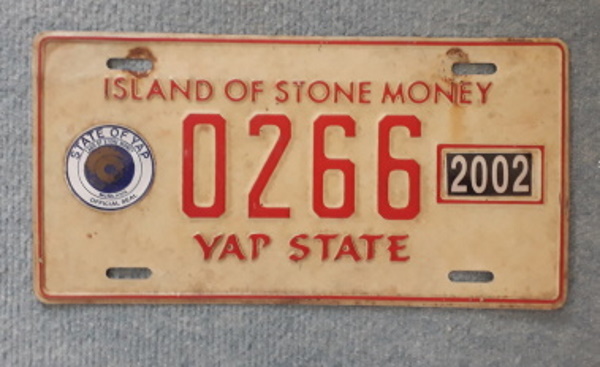 ISLAND OF STONE MONEY
STATE OF YAP
OFFICIAL SEAL
0266
2002
YAP STATE